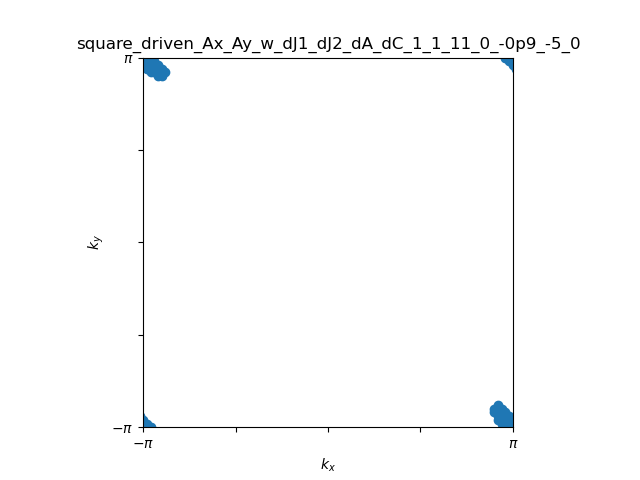 square_driven_Ax_Ay_w_dJ1_dJ2_dA_dC_1_1_11_0_-0p9_-5_0
π
k_y
−π
−π π
k_x